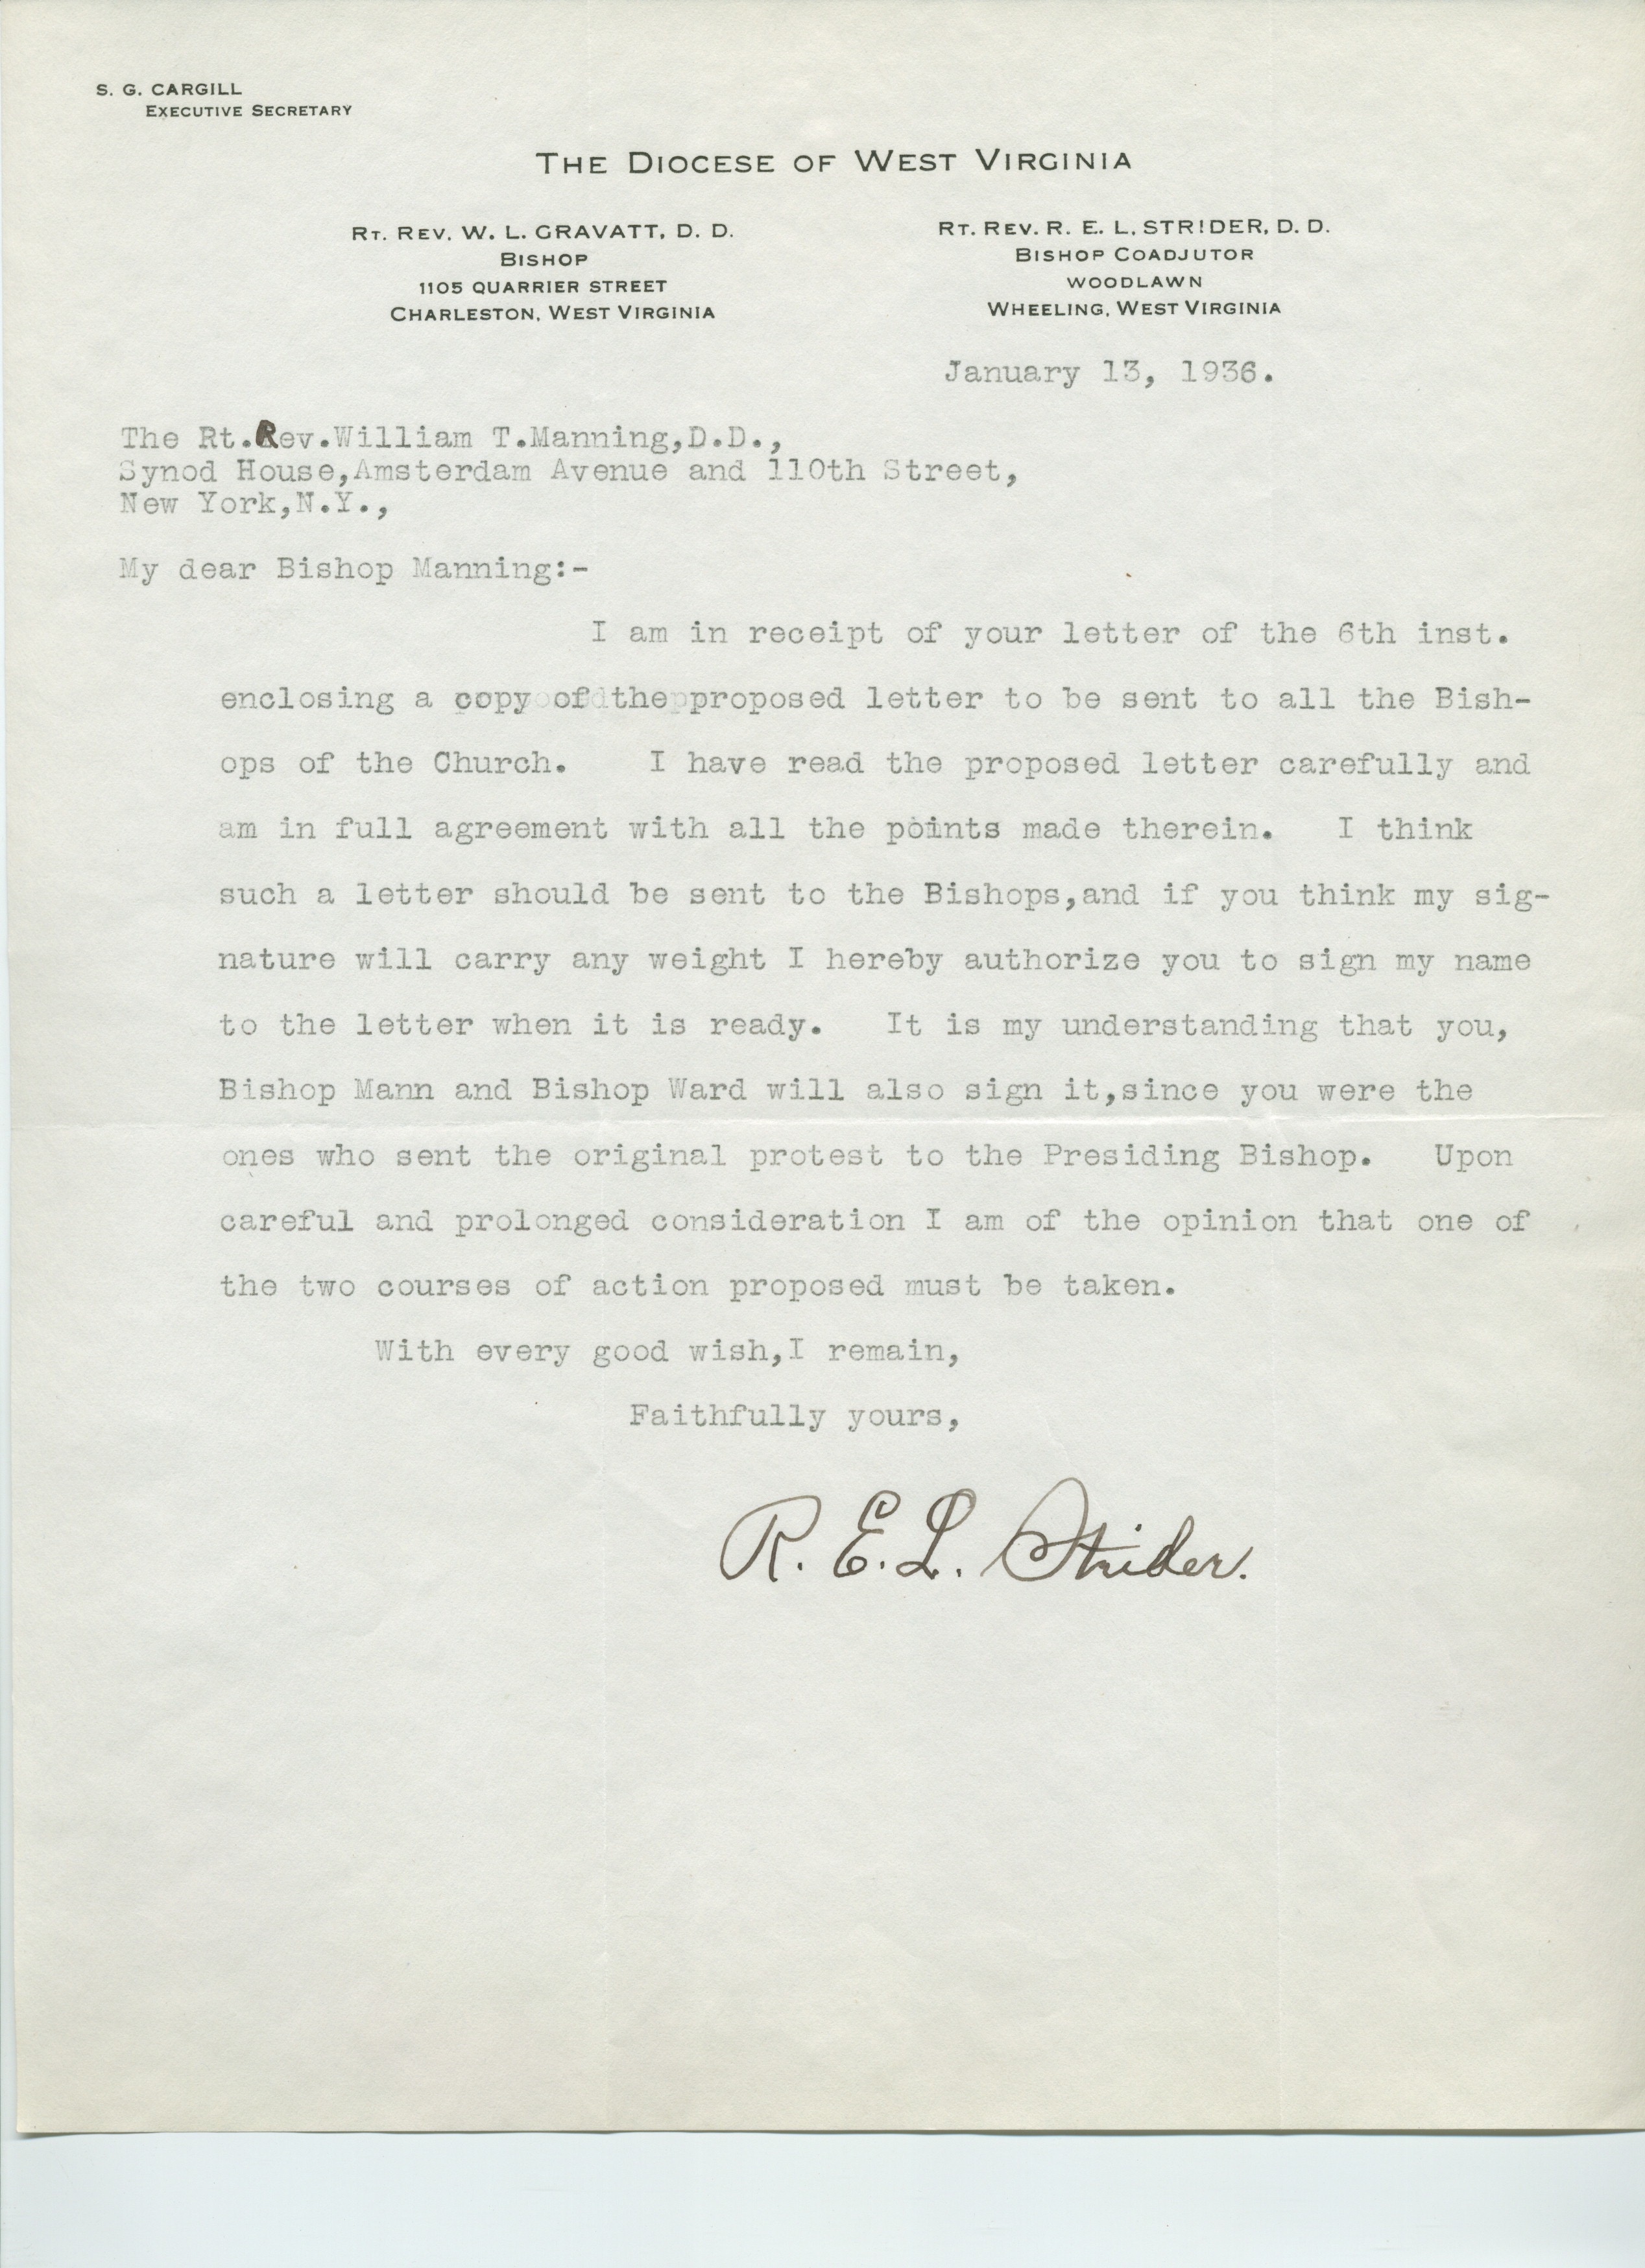 S. G. CARGILL
EXECUTIVE SECRETARY
THE DIOCESE OF WEST VIRGINIA
RT. REV. W. L. GRAVATT, D. D.
BISHOP
1105 QUARRIER STREET
CHARLESTON, WEST VIRGINIA
RT. REV. R. E. L. STRIDER, D. D.
BISHOP COADJUTOR
WOODLAWN
WHEELING, WEST VIRGINIA
January 13, 1936.
The Rt.Rev.William T.Manning,D.D.,
Synod House,Amsterdam Avenue and 110th Street,
New York,N.Y.,
My dear Bishop Manning:-
I am in receipt of your letter of the 6th inst.
enclosing a copy of the proposed letter to be sent to all the Bish-
ops of the Church. I have read the proposed letter carefully and
am in full agreement with all the points made therein. I think
such a letter should be sent to the Bishops,and if you think my sig-
nature will carry any weight I hereby authorize you to sign my name
to the letter when it is ready. It is my understanding that you,
Bishop Mann and Bishop Ward will also sign it,since you were the
ones who sent the original protest to the Presiding Bishop. Upon
careful and prolonged consideration I am of the opinion that one of
the two courses of action proposed must be taken.
With every good wish,I remain,
Faithfully yours,
R. E. L. Strider.